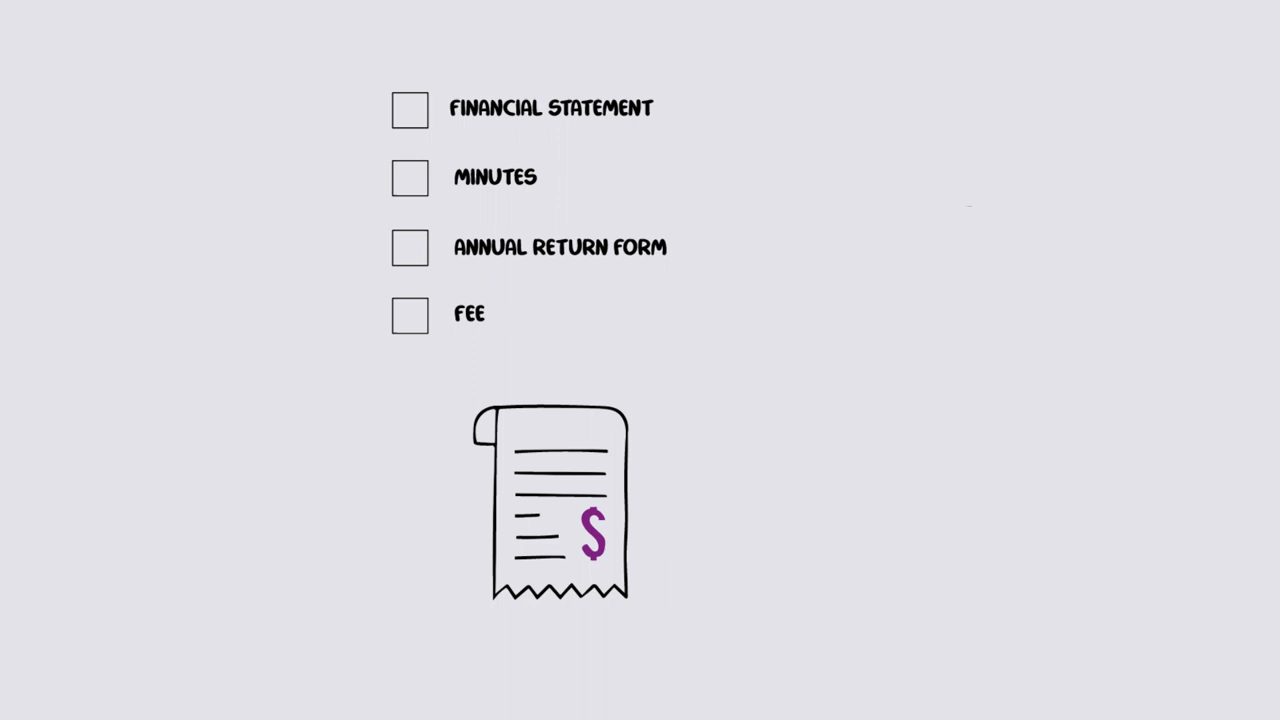 FINANCIAL STATEMENT
MINUTES
ANNUAL RETURN FORM
FEE
$